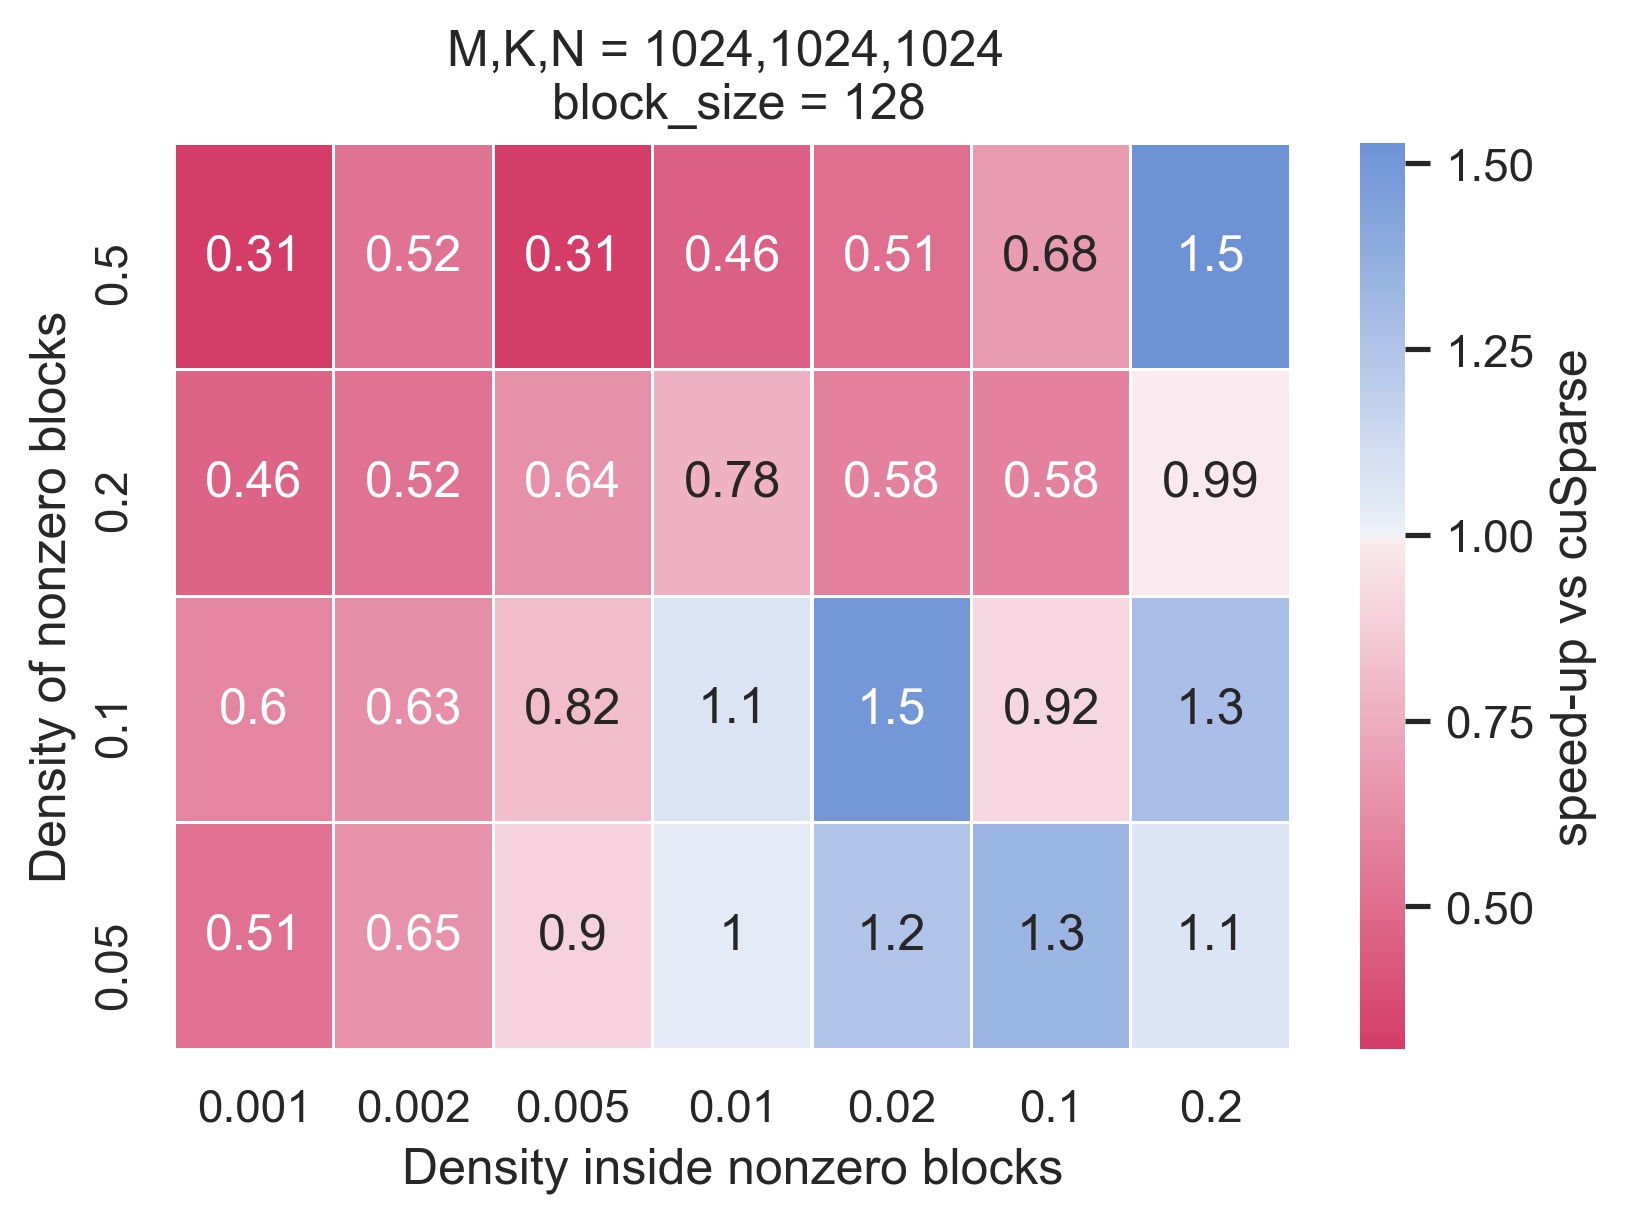 M,K,N = 1024,1024,1024
block_size = 128
Density of nonzero blocks
0.5
0.31 0.52 0.31 0.46 0.51 0.68 1.5
0.2
0.46 0.52 0.64 0.78 0.58 0.58 0.99
0.1
0.6 0.63 0.82 1.1 1.5 0.92 1.3
0.05
0.51 0.65 0.9 1 1.2 1.3 1.1
0.001 0.002 0.005 0.01 0.02 0.1 0.2
Density inside nonzero blocks
1.50
1.25
1.00
0.75
0.50
speed-up vs cuSparse